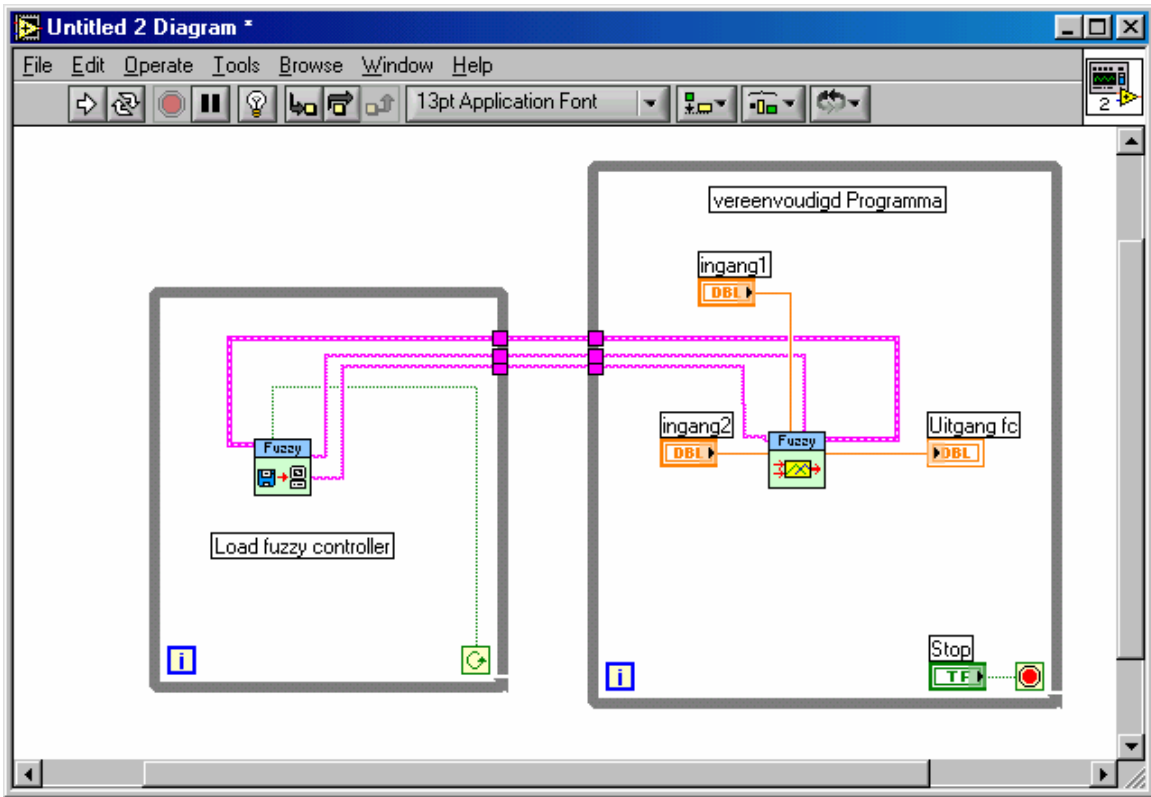 Untitled 2 Diagram *
File Edit Operate Tools Browse Window Help
13pt Application Font
2
vereenvoudigd Programma
ingang1
DBL
ingang2
DBL
Fuzzy
Uitgang fc
DBL
Fuzzy
Load fuzzy controller
i
i
Stop
TF